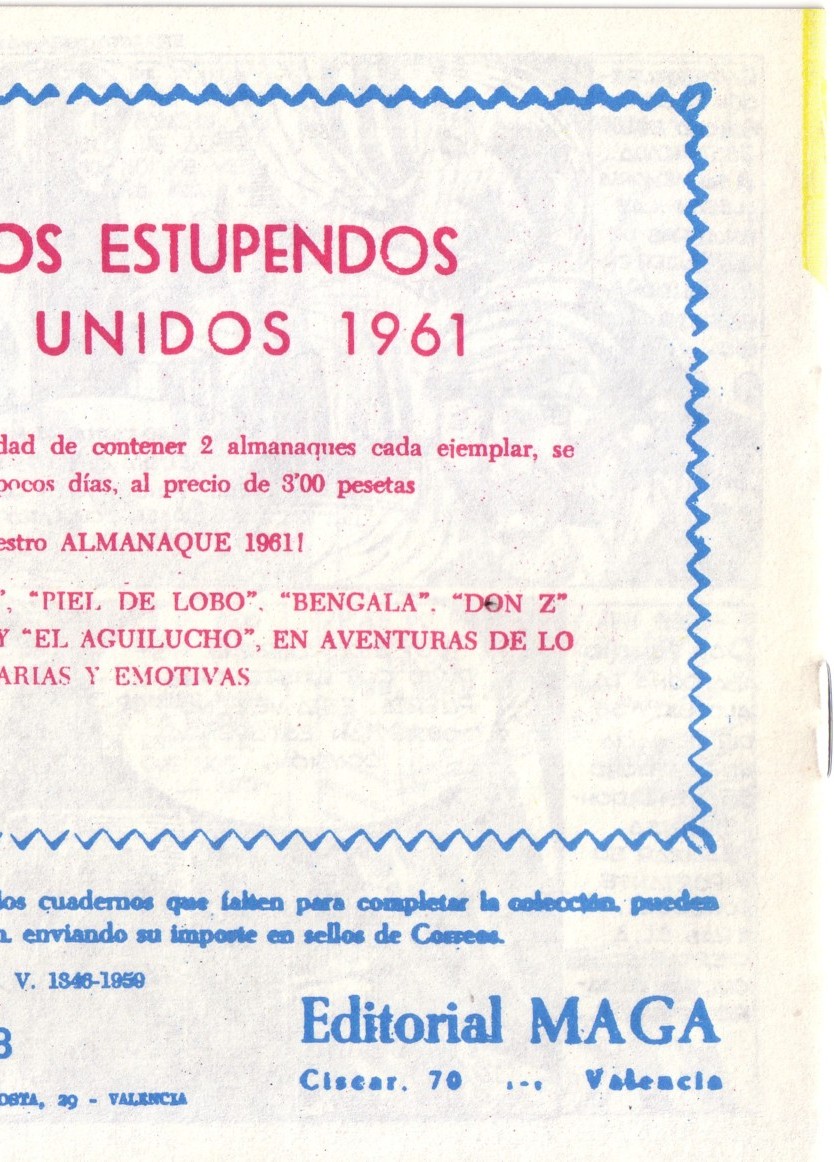 OS ESTUPENDOS
UNIDOS 1961
dad de contener 2 almanaques cada ejemplar, se
pocos días, al precio de 3'00 pesetas
estro ALMANAQUE 1961!
", "PIEL DE LOBO". "BENGALA". "DON Z"
Y "EL AGUILUCHO", EN AVENTURAS DE LO
ARIAS Y EMOTIVAS
los cuadernos que falten para completar la colección. pueden
n. enviando su importe en sellos de Correos.
V. 1346-1959
Editorial MAGA
Ciscar. 70 ... Valencia
OSTA, 29 - VALENCIA